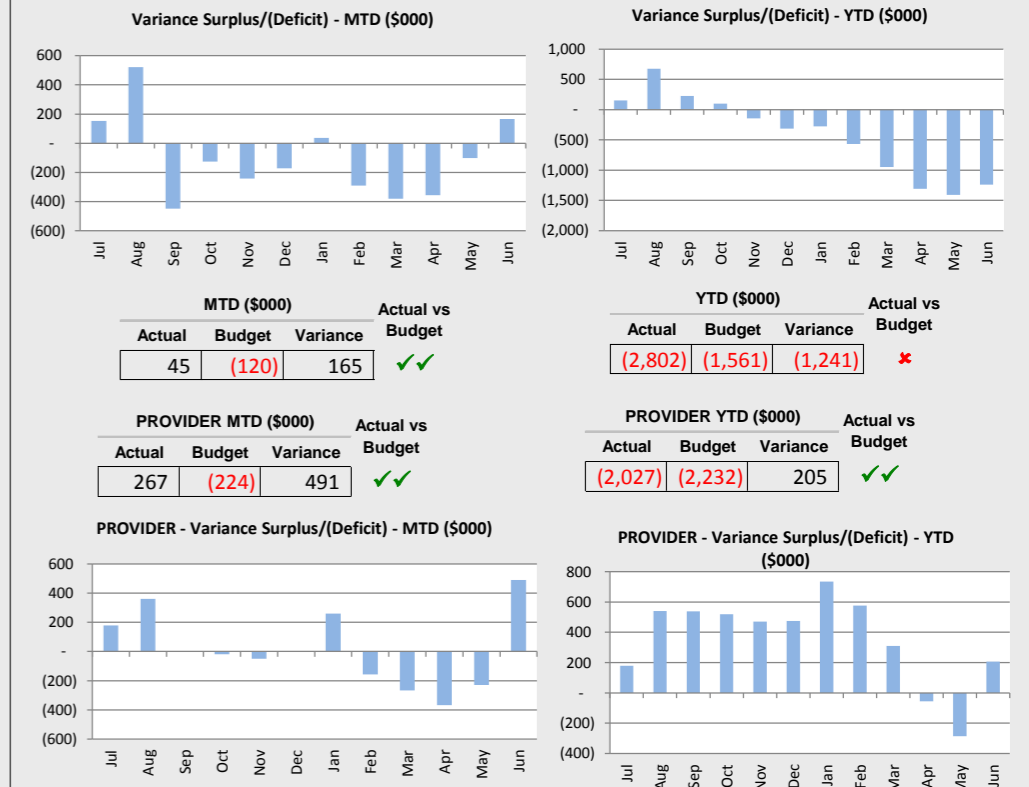 Variance Surplus/(Deficit) - MTD ($000)
600
400
200
-
(200)
(400)
(600)
Jul Aug Sep Oct Nov Dec Jan Feb Mar Apr May Jun
Variance Surplus/(Deficit) - YTD ($000)
1,000
500
-
(500)
(1,000)
(1,500)
(2,000)
Jul Aug Sep Oct Nov Dec Jan Feb Mar Apr May Jun
MTD ($000)
Actual vs
Budget
Actual Budget Variance
45 (120) 165 ✓✓
YTD ($000)
Actual vs
Budget
Actual Budget Variance
(2,802) (1,561) (1,241) ✘
PROVIDER MTD ($000)
Actual vs
Budget
Actual Budget Variance
267 (224) 491 ✓✓
PROVIDER YTD ($000)
Actual vs
Budget
Actual Budget Variance
(2,027) (2,232) 205 ✓✓
PROVIDER - Variance Surplus/(Deficit) - MTD ($000)
600
400
200
-
(200)
(400)
(600)
Jul Aug Sep Oct Nov Dec Jan Feb Mar Apr May Jun
PROVIDER - Variance Surplus/(Deficit) - YTD
($000)
800
600
400
200
-
(200)
(400)
Jul Aug Sep Oct Nov Dec Jan Feb Mar Apr May Jun